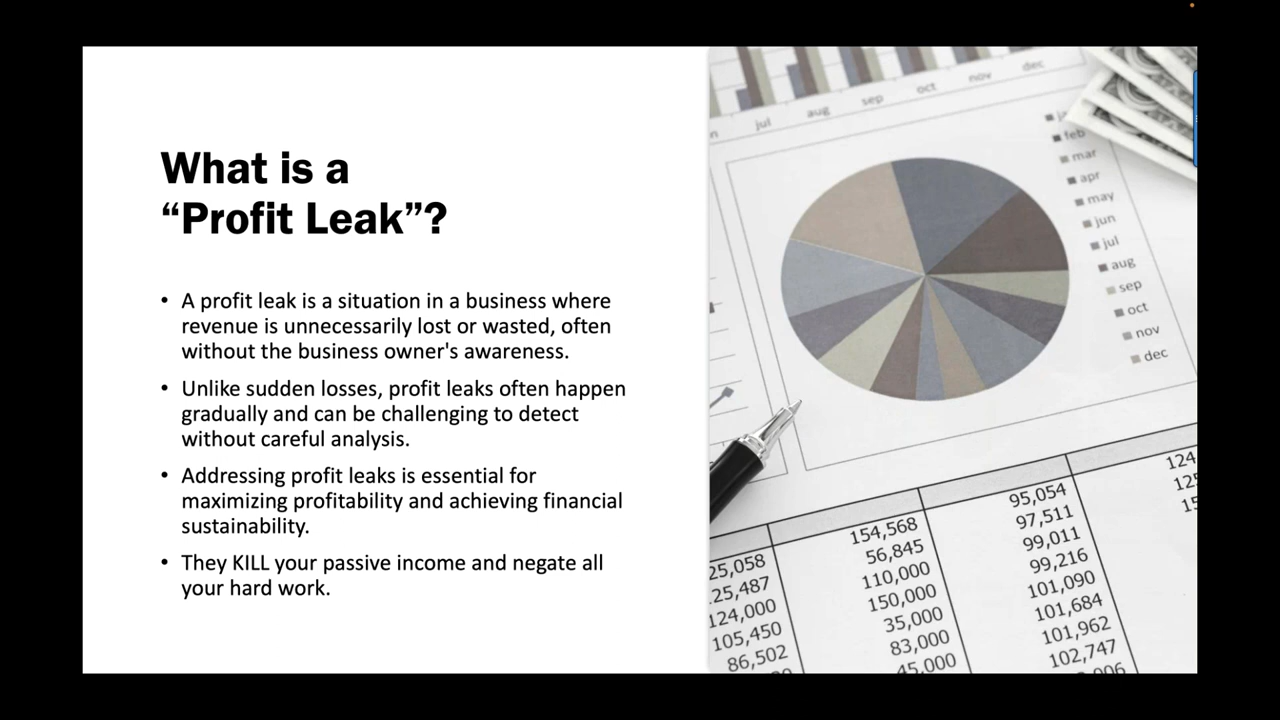 What is a
“Profit Leak”?
• A profit leak is a situation in a business where
revenue is unnecessarily lost or wasted, often
without the business owner's awareness.
• Unlike sudden losses, profit leaks often happen
gradually and can be challenging to detect
without careful analysis.
• Addressing profit leaks is essential for
maximizing profitability and achieving financial
sustainability.
• They KILL your passive income and negate all
your hard work.
jul aug sep oct nov dec
feb
mar
apr
may
jun
jul
aug
sep
oct
nov
dec
25,058
25,487
124,000
105,450
86,502
154,568
56,845
110,000
150,000
35,000
83,000
45,000
95,054
97,511
99,011
99,216
101,090
101,684
101,962
102,747
124